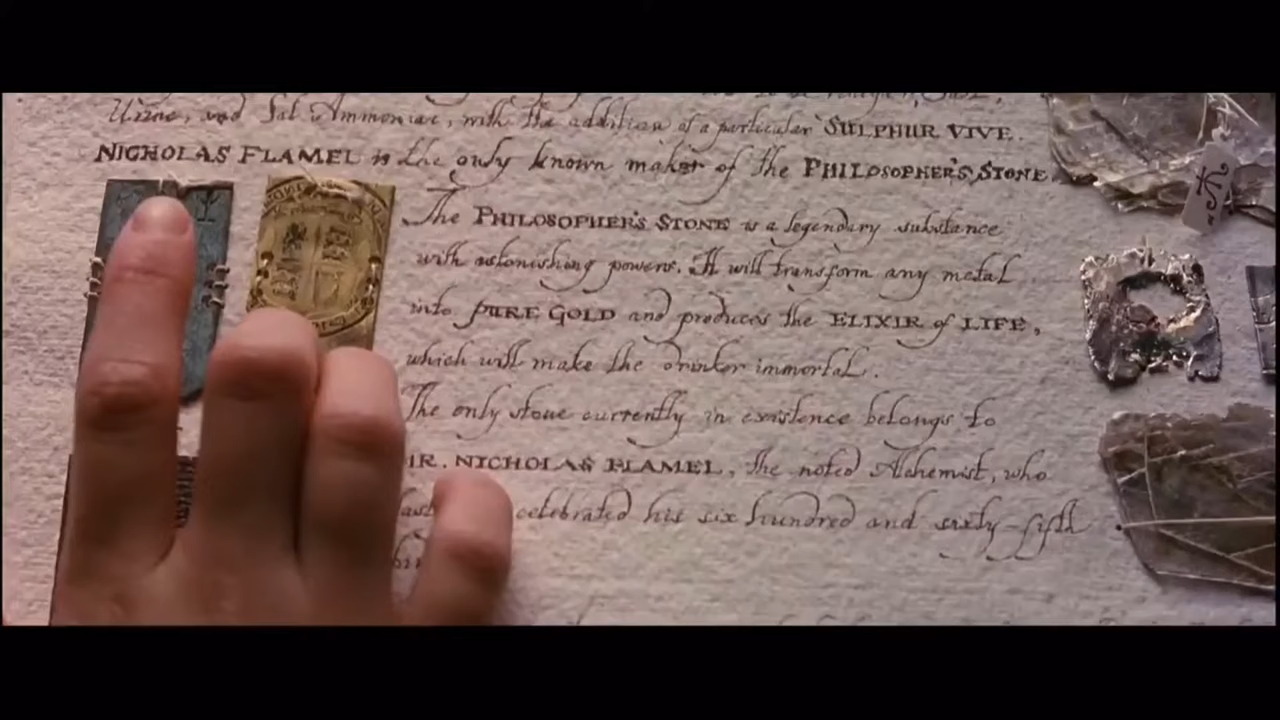 Urine, and Sal Ammoniac, with the addition of a particular SULPHUR VIVE.
NICHOLAS FLAMEL is the only known maker of the PHILOSOPHER'S STONE.
The PHILOSOPHER'S STONE is a legendary substance
with astonishing powers. It will transform any metal
into PURE GOLD and produces the ELIXIR of LIFE,
which will make the drinker immortal.
The only stone currently in existence belongs to
IR. NICHOLAS FLAMEL, the noted Alchemist, who
celebrated his six hundred and sixty-fifth